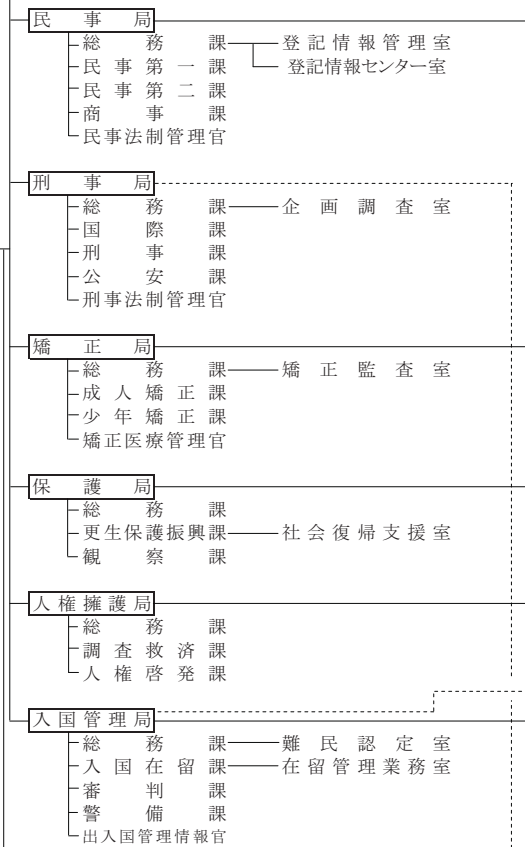 民事局
総務課 登記情報管理室
登記情報センター室
民事第一課
民事第二課
商事課
民事法制管理官
刑事局
総務課 企画調査室
国際課
刑事課
公安課
刑事法制管理官
矯正局
総務課 矯正監査室
成人矯正課
少年矯正課
矯正医療管理官
保護局
総務課
更生保護振興課 社会復帰支援室
観察課
人権擁護局
総務課
調査救済課
人権啓発課
入国管理局
総務課 難民認定室
入国在留課 在留管理業務室
審判課
警備課
出入国管理情報官